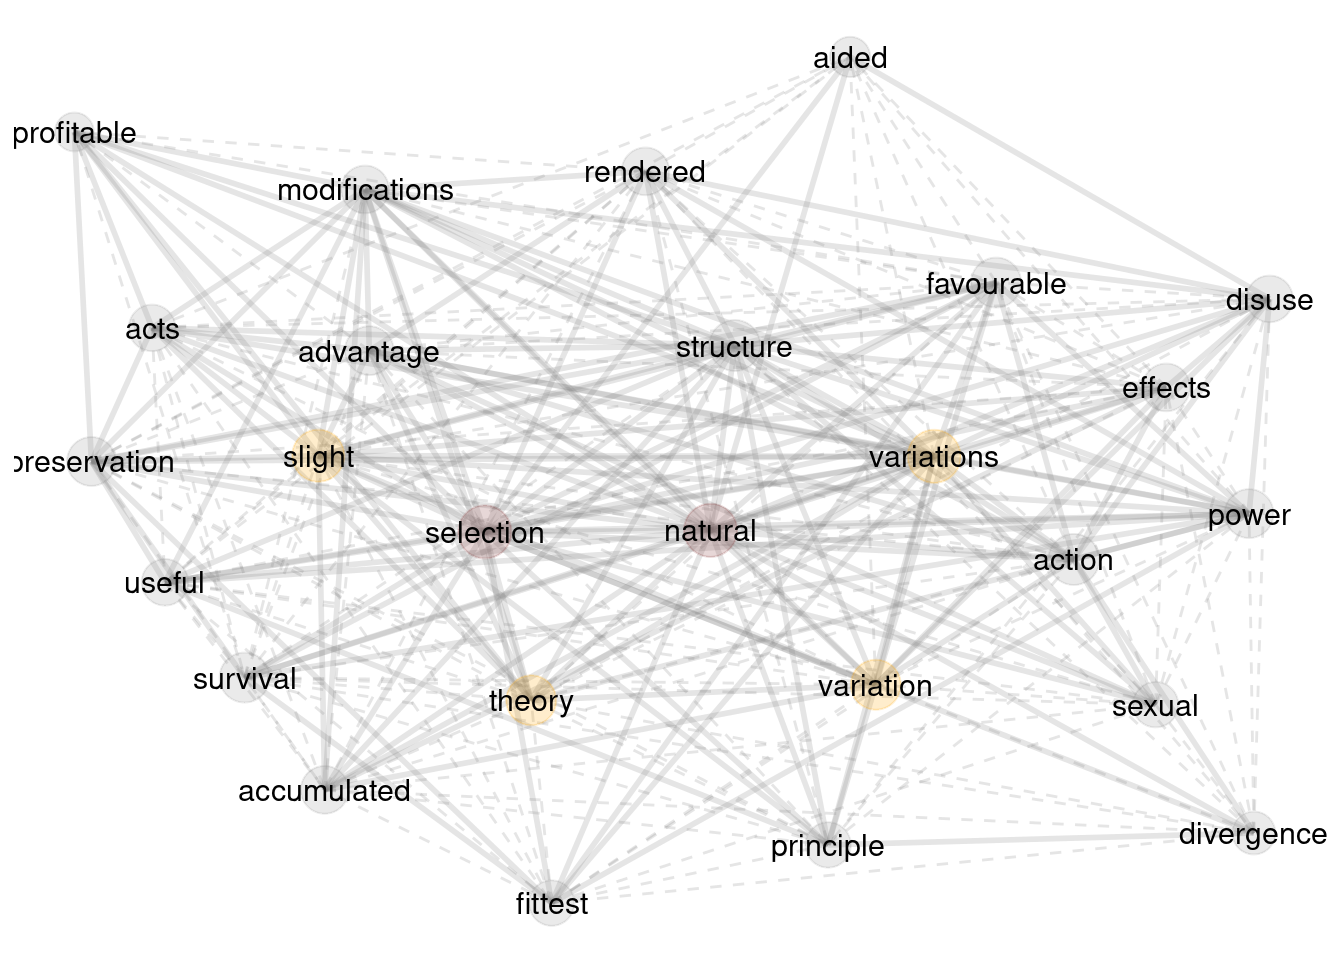 aided
profitable
rendered
modifications
favourable
disuse
acts
advantage
structure
effects
preservation
slight
variations
selection
natural
power
action
useful
survival
theory
variation
sexual
accumulated
principle
divergence
fittest